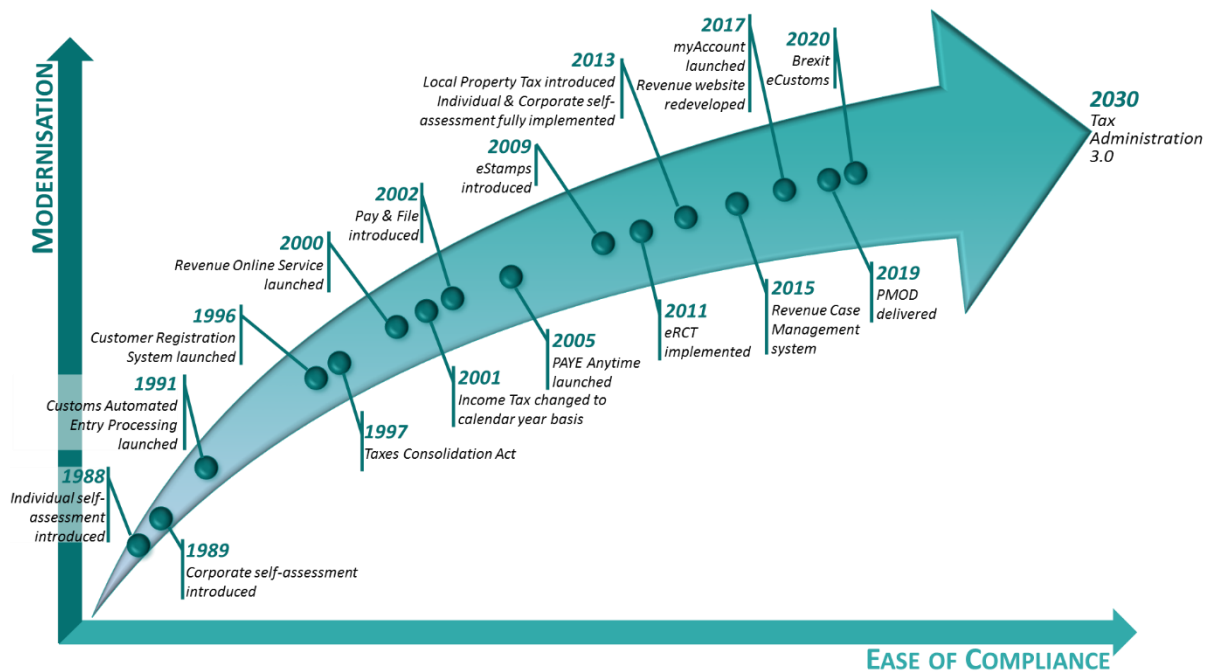 MODERNISATION
1988
Individual self-
assessment
introduced
1989
Corporate self-assessment
introduced
1991
Customs Automated
Entry Processing
launched
1996
Customer Registration
System launched
1997
Taxes Consolidation Act
2000
Revenue Online Service
launched
2001
Income Tax changed to
calendar year basis
2002
Pay & File
introduced
2005
PAYE Anytime
launched
2009
eStamps
introduced
2011
eRCT
implemented
2013
Local Property Tax introduced
Individual & Corporate self-
assessment fully implemented
2015
Revenue Case
Management
system
2017
myAccount
launched
Revenue website
redeveloped
2019
PMOD
delivered
2020
Brexit
eCustoms
2030
Tax
Administration
3.0
EASE OF COMPLIANCE